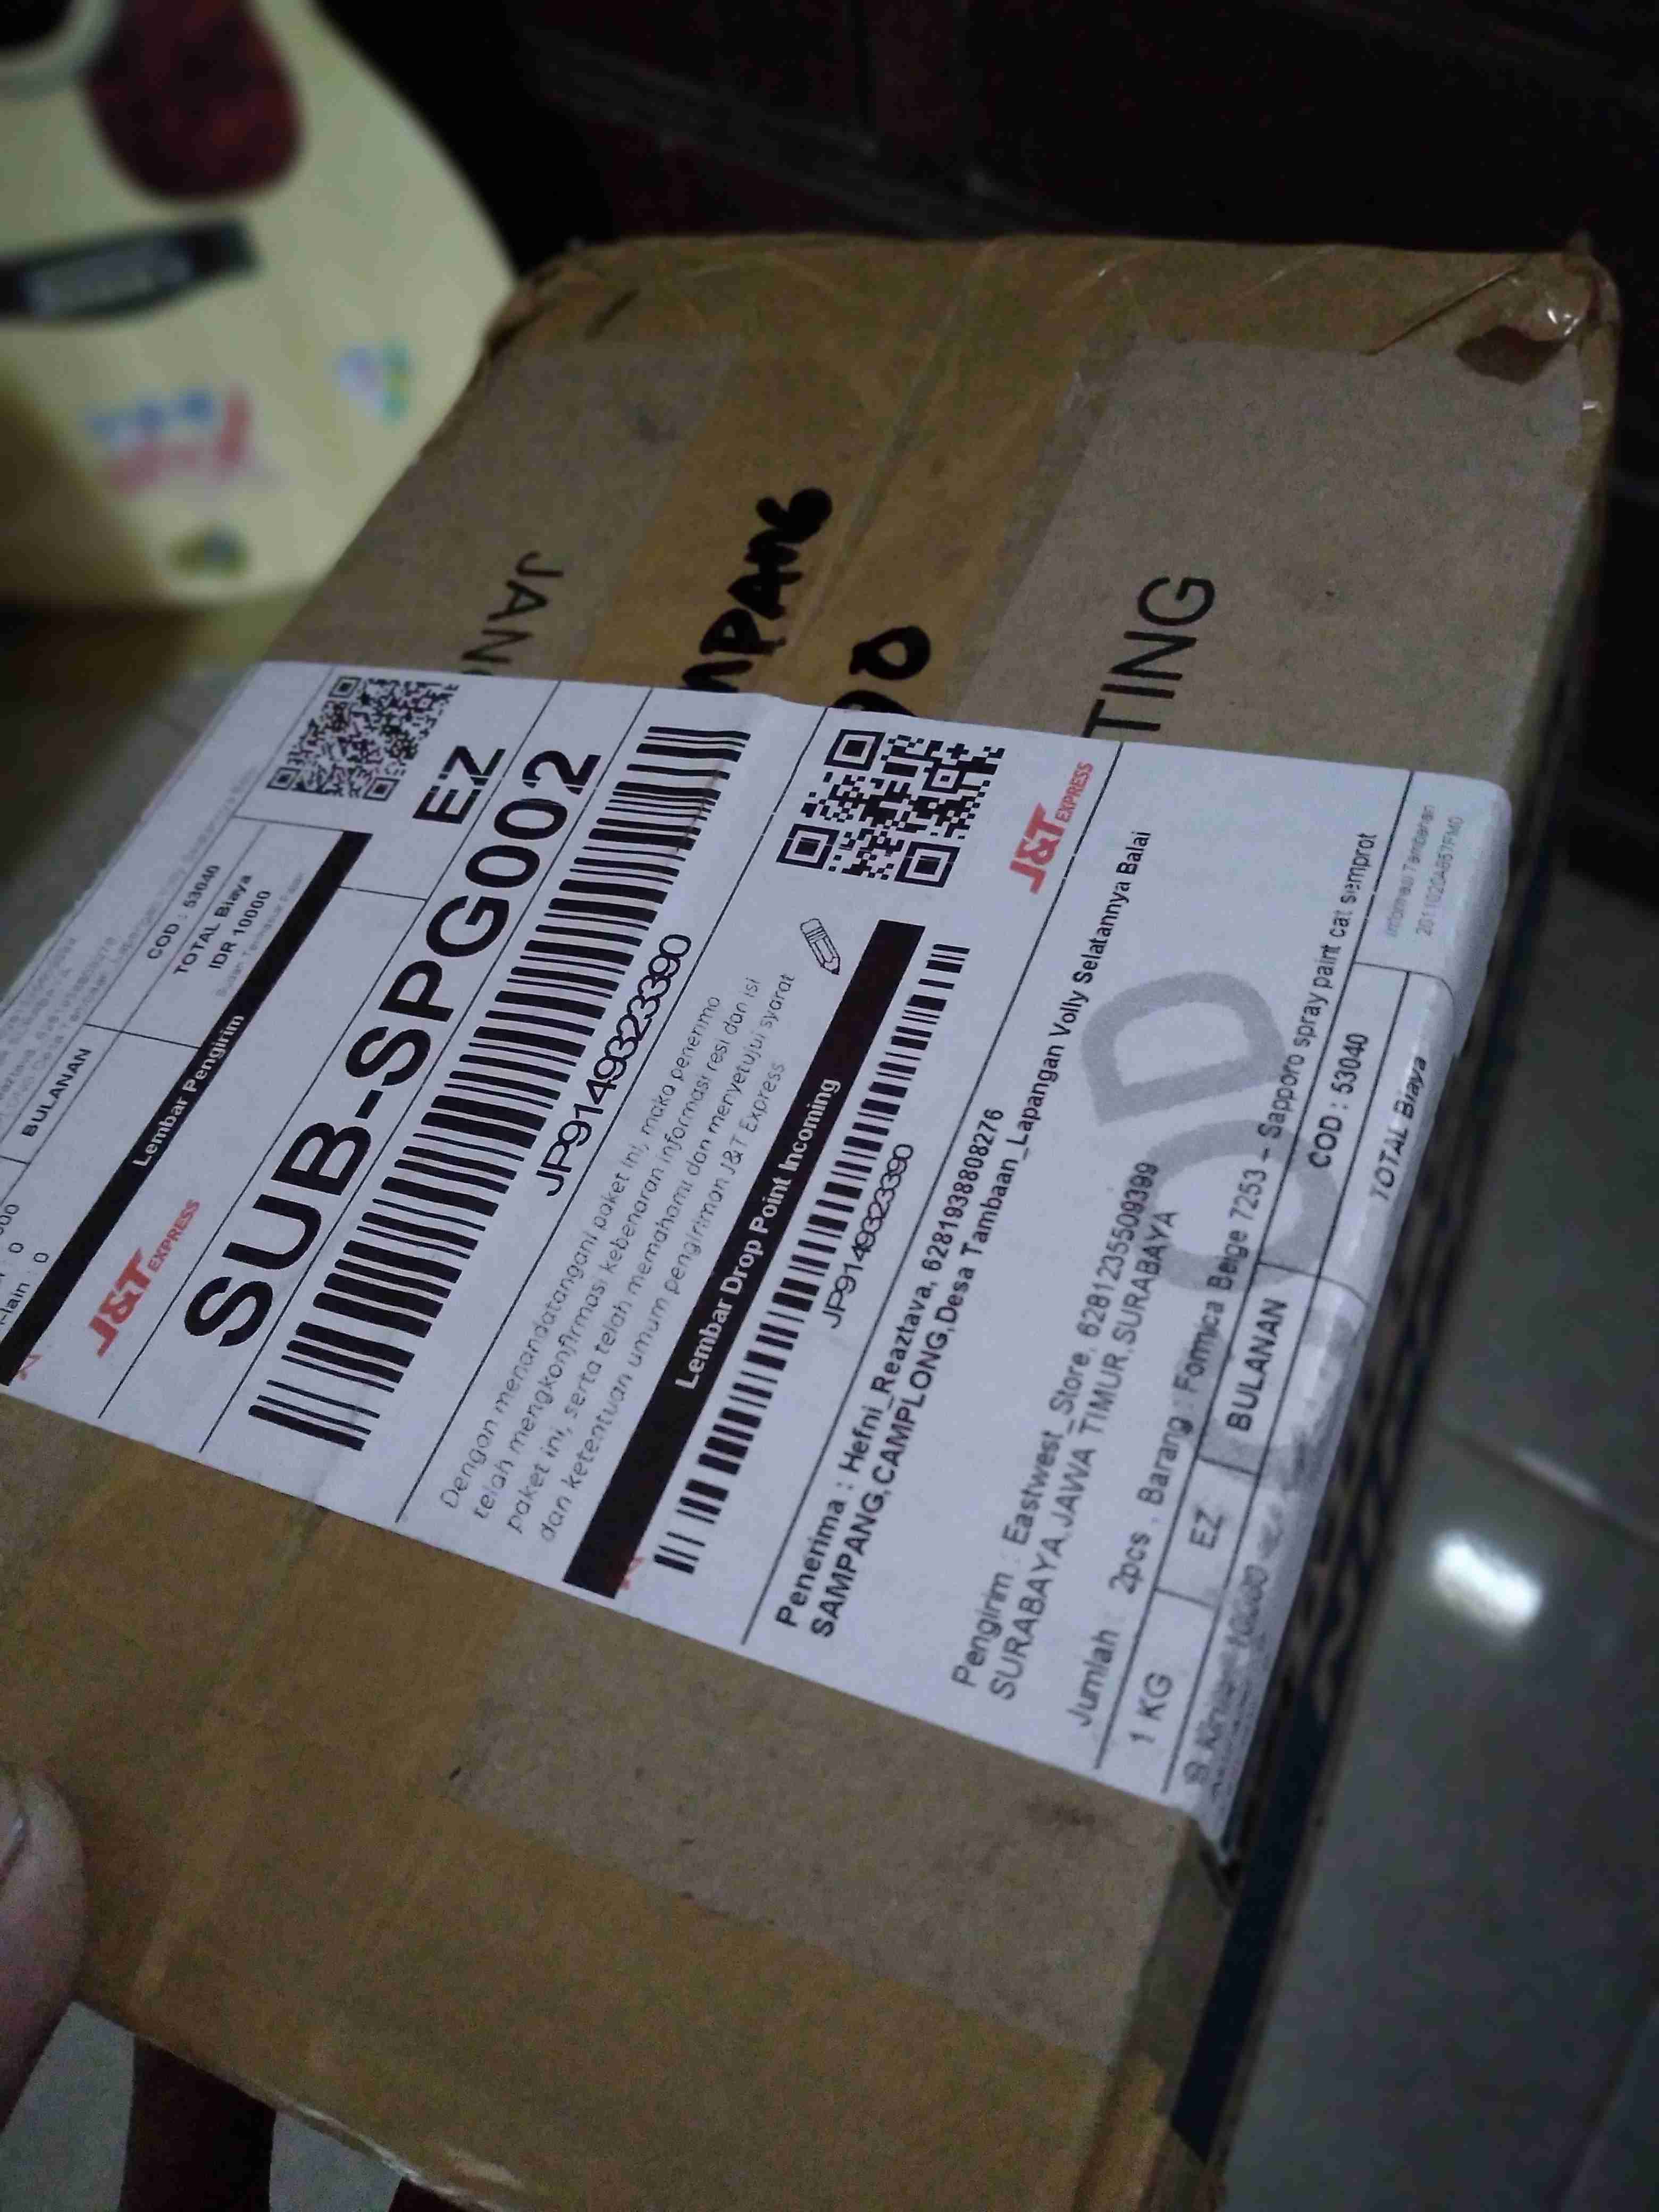 JAN
MPANG
TING
BULANAN
COD : 53040
TOTAL Biaya
IDR 10000
Lembar Pengirim
J&T EXPRESS
EZ
SUB-SPG002
JP9149323390
Dengan menandatangani paket ini, maka penerima
telah mengkonfirmasi kebenaran informasi resi dan isi
paket ini, serta telah memahami dan menyetujui syarat
dan ketentuan umum pengiriman J&T Express
Lembar Drop Point Incoming
JP9149323390
J&T EXPRESS
Penerima : Hefni_Reaztava, 6281938808276
SAMPANG,CAMPLONG,Desa Tambaan_Lapangan Volly Selatannya Balai
Pengirim : Eastwest_Store, 6281235509399
SURABAYA,JAWA TIMUR,SURABAYA
COD
Jumlah : 2pcs , Barang : Formica Beige 7253 – Sapporo spray paint cat semprot
1 KG EZ BULANAN COD : 53040
TOTAL Biaya
Informasi Tambahan